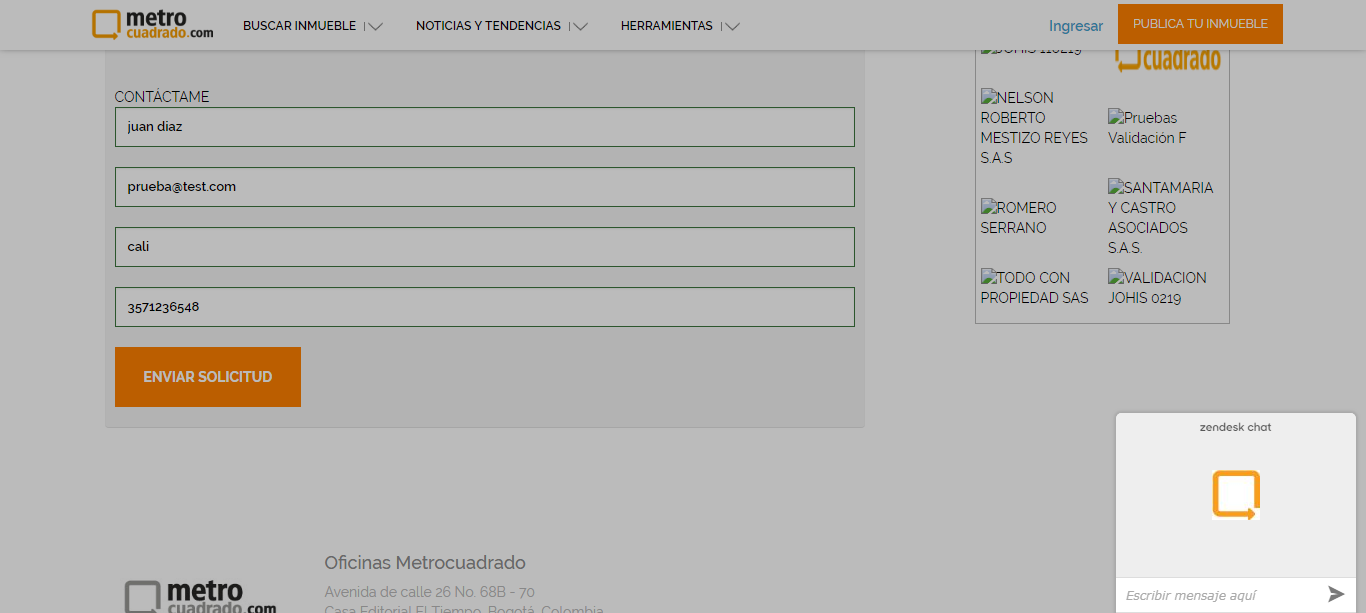 metro
cuadrado.com
BUSCAR INMUEBLE
NOTICIAS Y TENDENCIAS
HERRAMIENTAS
Ingresar
PUBLICA TU INMUEBLE
CONTÁCTAME
juan diaz
prueba@test.com
cali
3571236548
ENVIAR SOLICITUD
JOHIS 110219
cuadrado
NELSON
ROBERTO
MESTIZO REYES
S.A.S
Pruebas
Validación F
ROMERO
SERRANO
SANTAMARIA
Y CASTRO
ASOCIADOS
S.A.S.
TODO CON
PROPIEDAD SAS
VALIDACION
JOHIS 0219
zendesk chat
Escribir mensaje aquí
metro
cuadrado.com
Oficinas Metrocuadrado
Avenida de calle 26 No. 68B - 70
Casa Editorial El Tiempo, Bogotá, Colombia